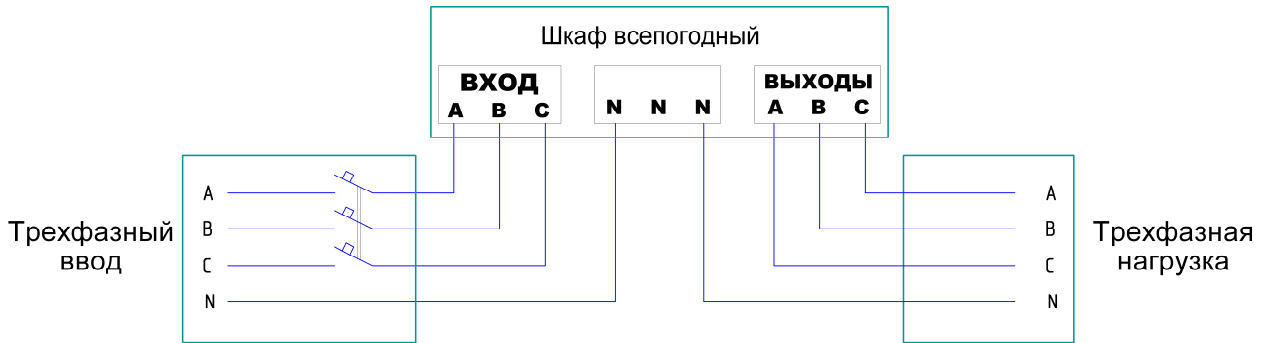 Шкаф всепогодный
ВХОД
A B C
N N N
ВЫХОДЫ
A B C
Трехфазный
ввод
A
B
C
N
Трехфазная
нагрузка
A
B
C
N